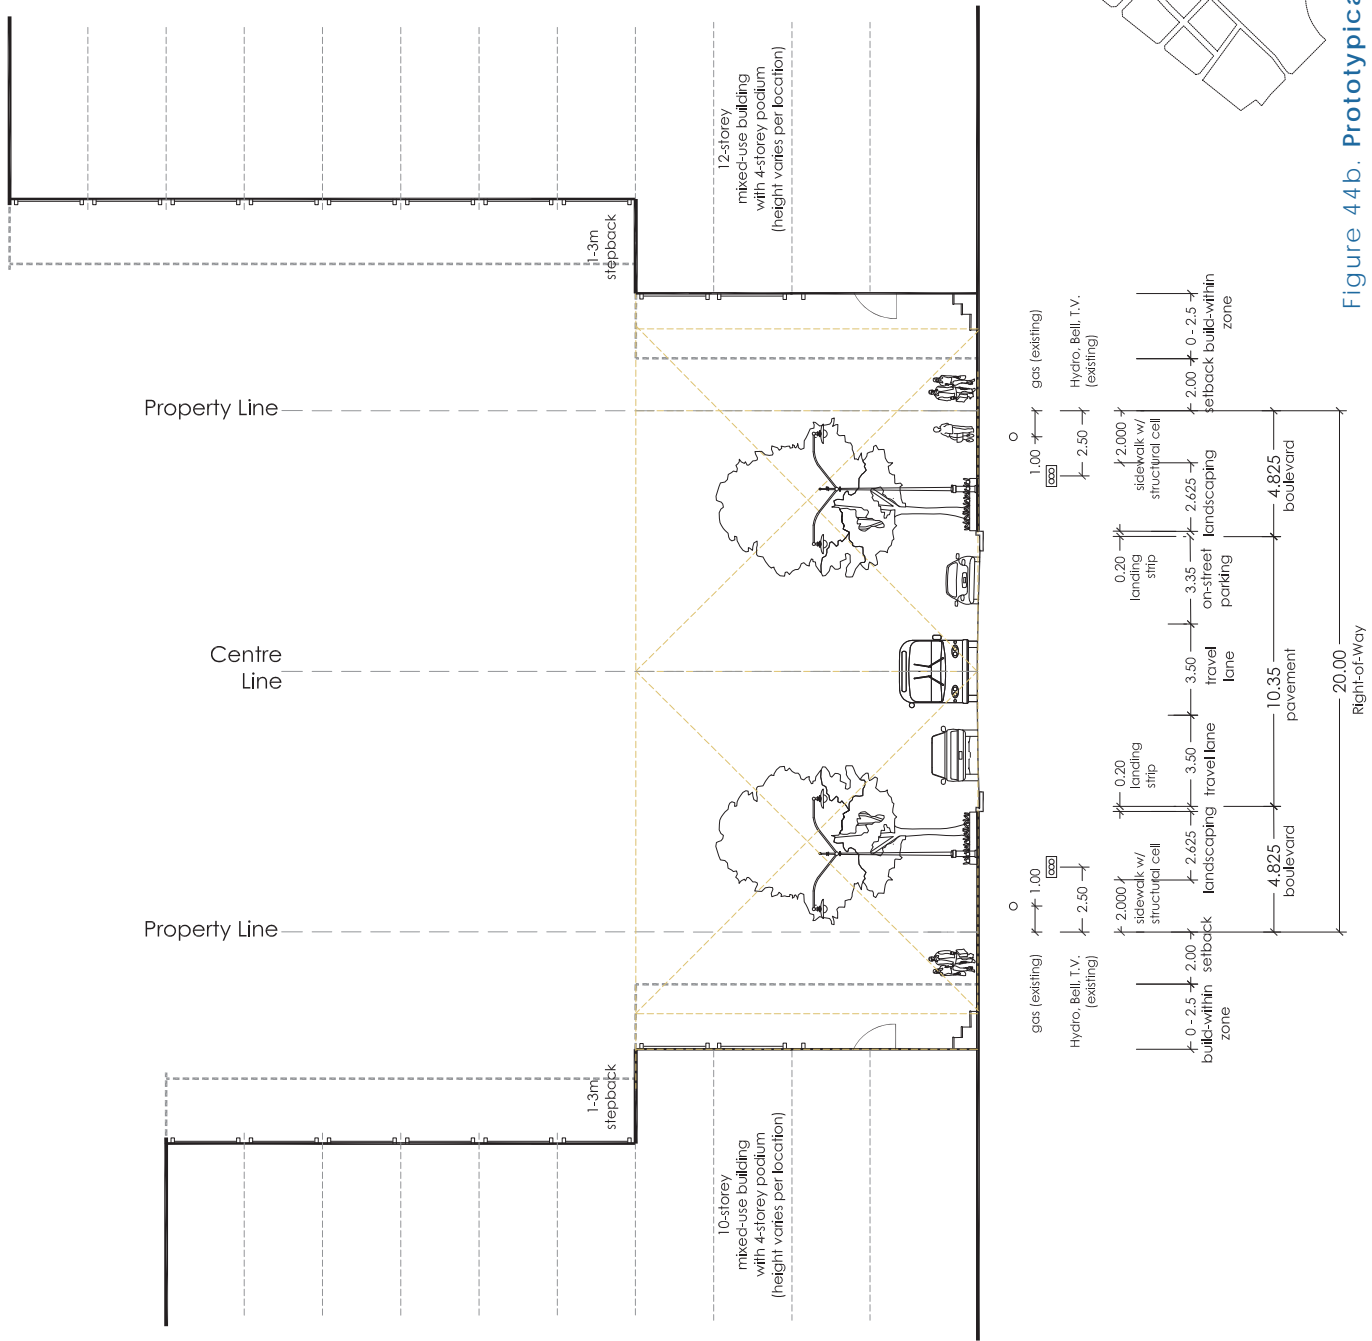 Property Line
Centre
Line
Property Line
1-3m
stepback
1-3m
stepback
12-storey
mixed-use building
with 4-storey podium
(height varies per location)
10-storey
mixed-use building
with 4-storey podium
(height varies per location)
gas (existing)
1.00
1.00
gas (existing)
Hydro, Bell, T.V.
(existing)
2.50
2.50
Hydro, Bell, T.V.
(existing)
2.000
sidewalk w/
structural cell
0.20
landing
strip
0.20
landing
strip
2.000
sidewalk w/
structural cell
0 - 2.5
build-within
zone
2.00
setback
2.625
landscaping
3.50
travel lane
3.50
travel
lane
3.35
on-street
parking
2.625
landscaping
2.00
setback
0 - 2.5
build-within
zone
4.825
boulevard
10.35
pavement
4.825
boulevard
20.00
Right-of-Way
Figure 44b. Prototypica